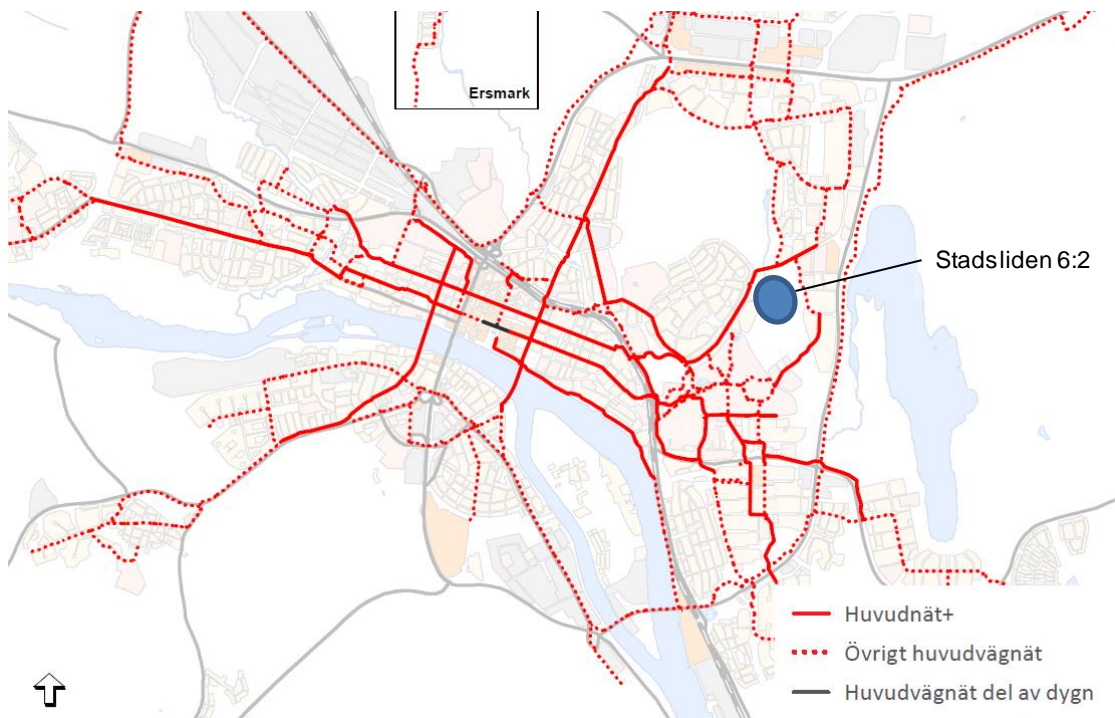 Ersmark
Stadsliden 6:2
Huvudnät+
Övrigt huvudvägnät
Huvudvägnät del av dygn